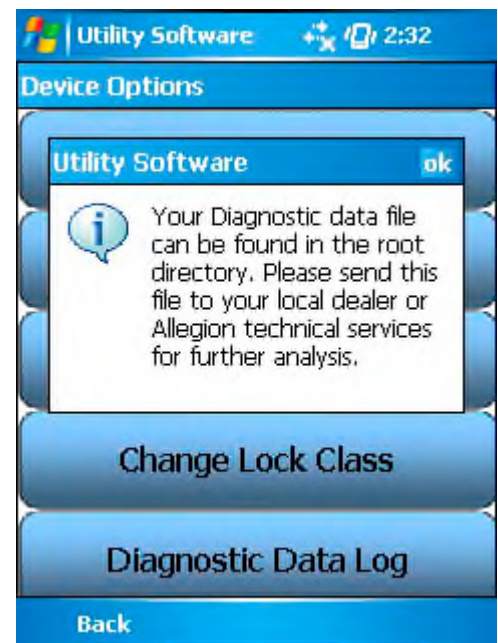 Utility Software 2:32
Device Options
Utility Software ok
Your Diagnostic data file
can be found in the root
directory. Please send this
file to your local dealer or
Allegion technical services
for further analysis.
Change Lock Class
Diagnostic Data Log
Back